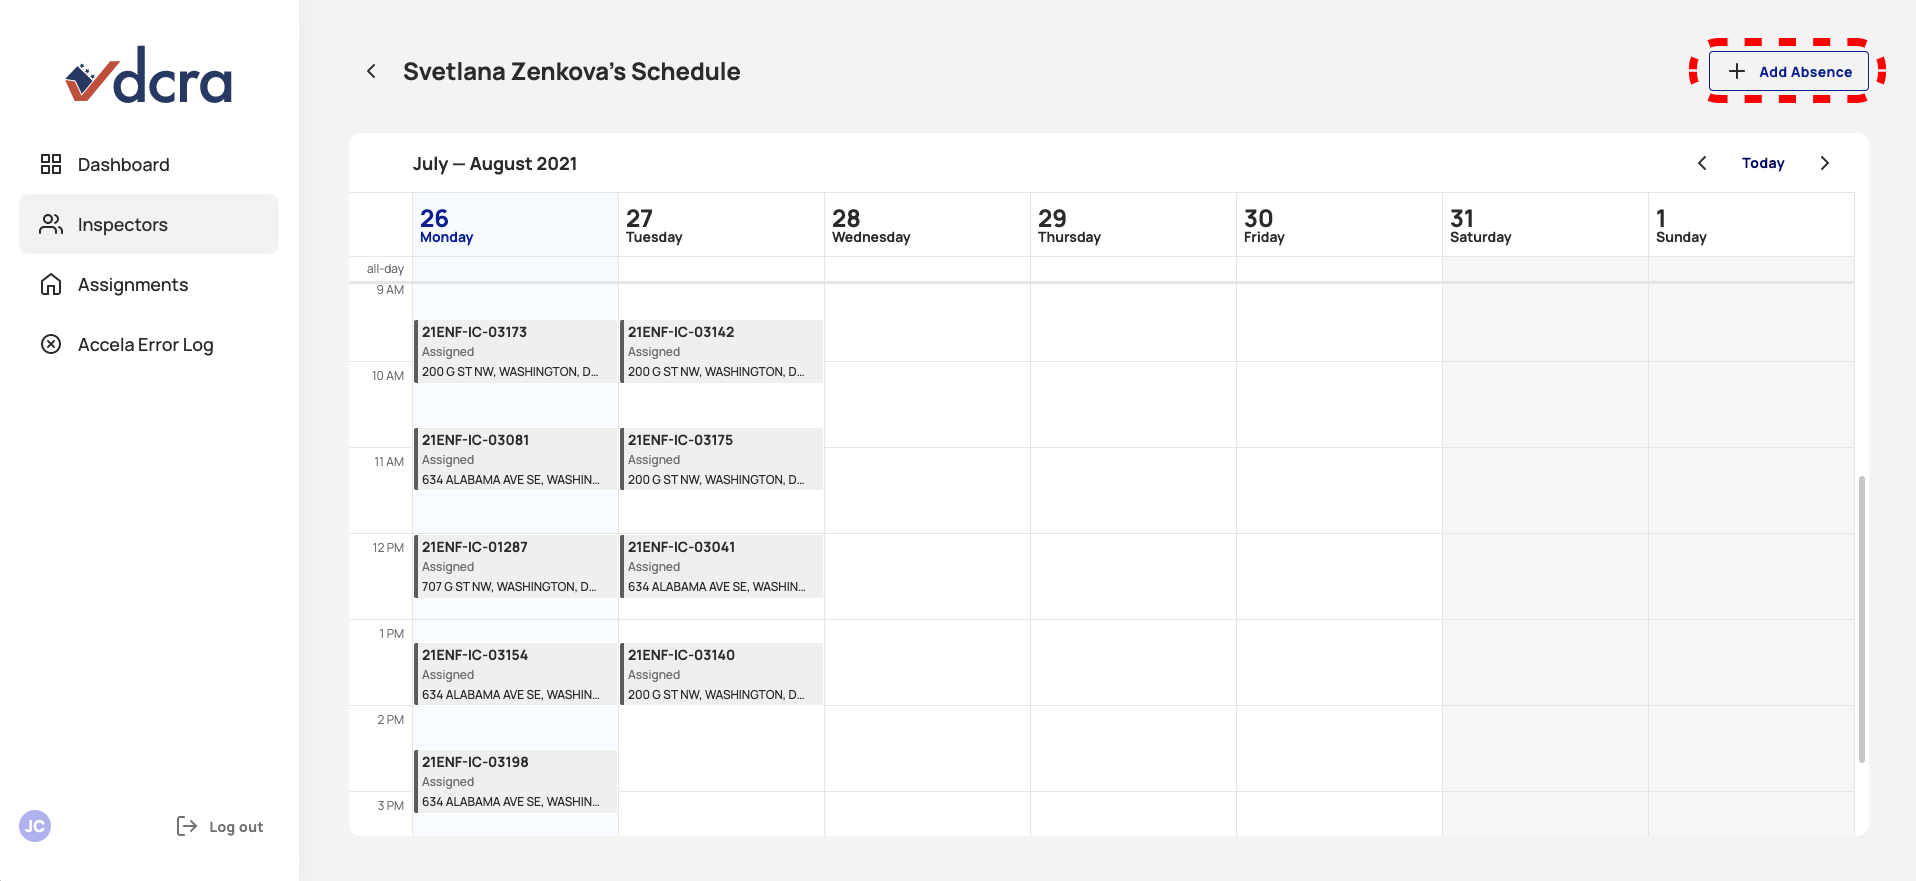 dcra
Dashboard
Inspectors
Assignments
Accela Error Log
JC
Log out
Svetlana Zenkova's Schedule
Add Absence
July — August 2021
Today
26
Monday
27
Tuesday
28
Wednesday
29
Thursday
30
Friday
31
Saturday
1
Sunday
all-day
9 AM
10 AM
11 AM
12 PM
1 PM
2 PM
3 PM
21ENF-IC-03173
Assigned
200 G ST NW, WASHINGTON, D...
21ENF-IC-03081
Assigned
634 ALABAMA AVE SE, WASHIN...
21ENF-IC-01287
Assigned
707 G ST NW, WASHINGTON, D...
21ENF-IC-03154
Assigned
634 ALABAMA AVE SE, WASHIN...
21ENF-IC-03198
Assigned
634 ALABAMA AVE SE, WASHIN...
21ENF-IC-03142
Assigned
200 G ST NW, WASHINGTON, D...
21ENF-IC-03175
Assigned
200 G ST NW, WASHINGTON, D...
21ENF-IC-03041
Assigned
634 ALABAMA AVE SE, WASHIN...
21ENF-IC-03140
Assigned
200 G ST NW, WASHINGTON, D...